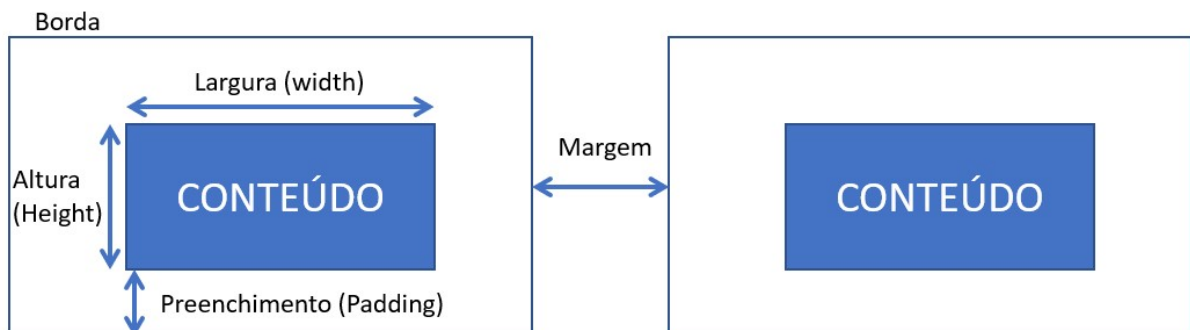 Borda
Largura (width)
Altura
(Height)
CONTEÚDO
Preenchimento (Padding)
Margem
CONTEÚDO